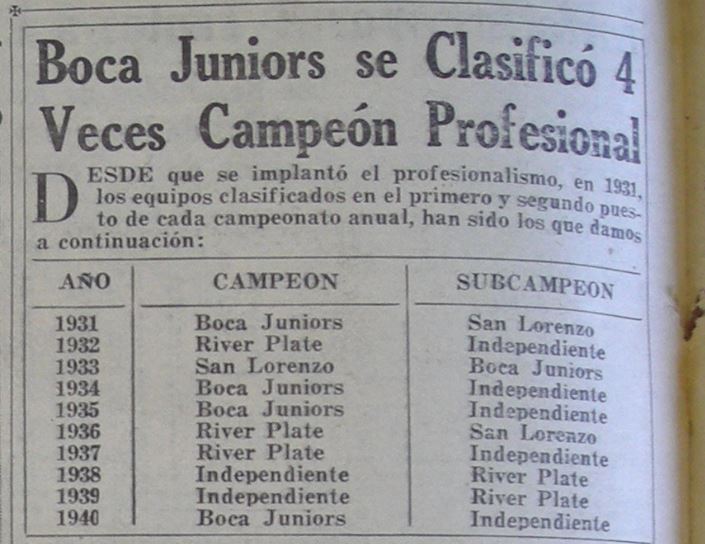 Boca Juniors se Clasificó 4
Veces Campeón Profesional
DESDE que se implantó el profesionalismo, en 1931,
los equipos clasificados en el primero y segundo pues-
to de cada campeonato anual, han sido los que damos
a continuación:
AÑO CAMPEON SUBCAMPEON
1931 Boca Juniors San Lorenzo
1932 River Plate Independiente
1933 San Lorenzo Boca Juniors
1934 Boca Juniors Independiente
1935 Boca Juniors Independiente
1936 River Plate San Lorenzo
1937 River Plate Independiente
1938 Independiente River Plate
1939 Independiente River Plate
1940 Boca Juniors Independiente